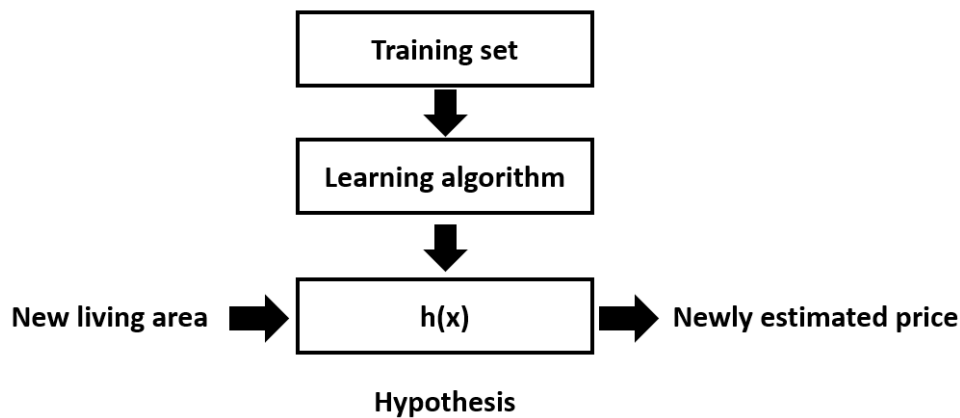 Training set
Learning algorithm
New living area
h(x)
Newly estimated price
Hypothesis